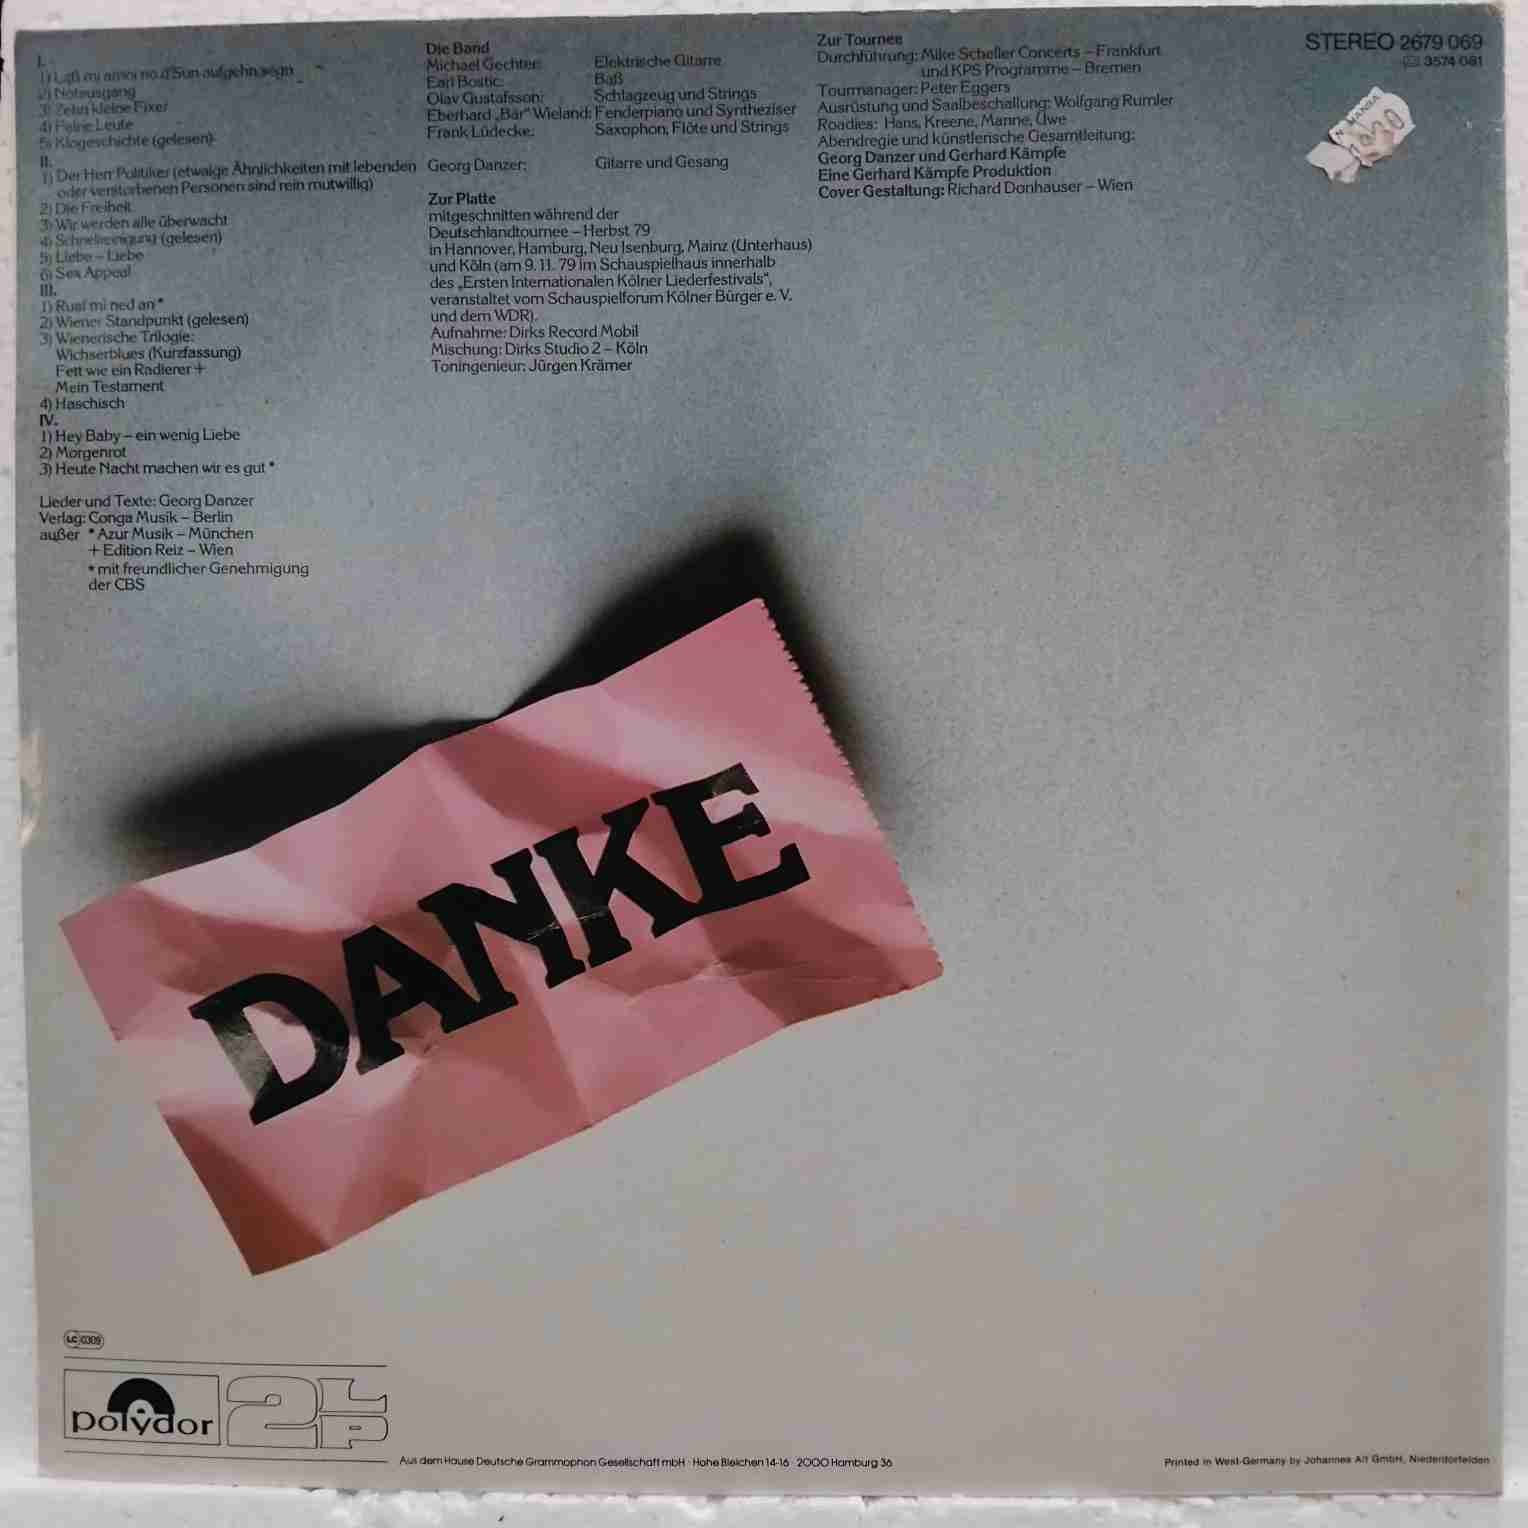 I.
1) Laß mi amoi no d'Sun aufgehn segn
2) Notausgang
3) Zehn kleine Fixer
4) Feine Leute
5) Klogeschichte (gelesen)
II.
1) Der Herr Politiker (etwaige Ähnlichkeiten mit lebenden
oder verstorbenen Personen sind rein mutwillig)
2) Die Freiheit
3) Wir werden alle überwacht
4) Schnellreinigung (gelesen)
5) Liebe – Liebe
6) Sex Appeal
III.
1) Ruaf mi ned an*
2) Wiener Standpunkt (gelesen)
3) Wienerische Trilogie:
Wichserblues (Kurzfassung)
Fett wie ein Radierer +
Mein Testament
4) Haschisch
IV.
1) Hey Baby – ein wenig Liebe
2) Morgenrot
3) Heute Nacht machen wir es gut *
Lieder und Texte: Georg Danzer
Verlag: Conga Musik – Berlin
außer * Azur Musik – München
+ Edition Reiz – Wien
* mit freundlicher Genehmigung
der CBS
Die Band
Michael Gechter: Elektrische Gitarre
Earl Bostic: Baß
Olav Gustafsson: Schlagzeug und Strings
Eberhard „Bär“ Wieland: Fenderpiano und Syntheziser
Frank Lüdecke: Saxophon, Flöte und Strings
Georg Danzer: Gitarre und Gesang
Zur Platte
mitgeschnitten während der
Deutschlandtournee – Herbst 79
in Hannover, Hamburg, Neu Isenburg, Mainz (Unterhaus)
und Köln (am 9. 11. 79 im Schauspielhaus innerhalb
des „Ersten Internationalen Kölner Liederfestivals“,
veranstaltet vom Schauspielforum Kölner Bürger e. V.
und dem WDR).
Aufnahme: Dirks Record Mobil
Mischung: Dirks Studio 2 – Köln
Toningenieur: Jürgen Krämer
Zur Tournee
Durchführung: Mike Scheller Concerts – Frankfurt
und KPS Programme – Bremen
Tourmanager: Peter Eggers
Ausrüstung und Saalbeschallung: Wolfgang Rumler
Roadies: Hans, Kreene, Manne, Uwe
Abendregie und künstlerische Gesamtleitung:
Georg Danzer und Gerhard Kämpfe
Eine Gerhard Kämpfe Produktion
Cover Gestaltung: Richard Donhauser – Wien
STEREO 2679 069
3574 081
DANKE
LC 0309
polydor 2 LP
Aus dem Hause Deutsche Grammophon Gesellschaft mbH · Hohe Bleichen 14-16 · 2000 Hamburg 36
Printed in West-Germany by Johannes Alt GmbH, Niederdorfelden